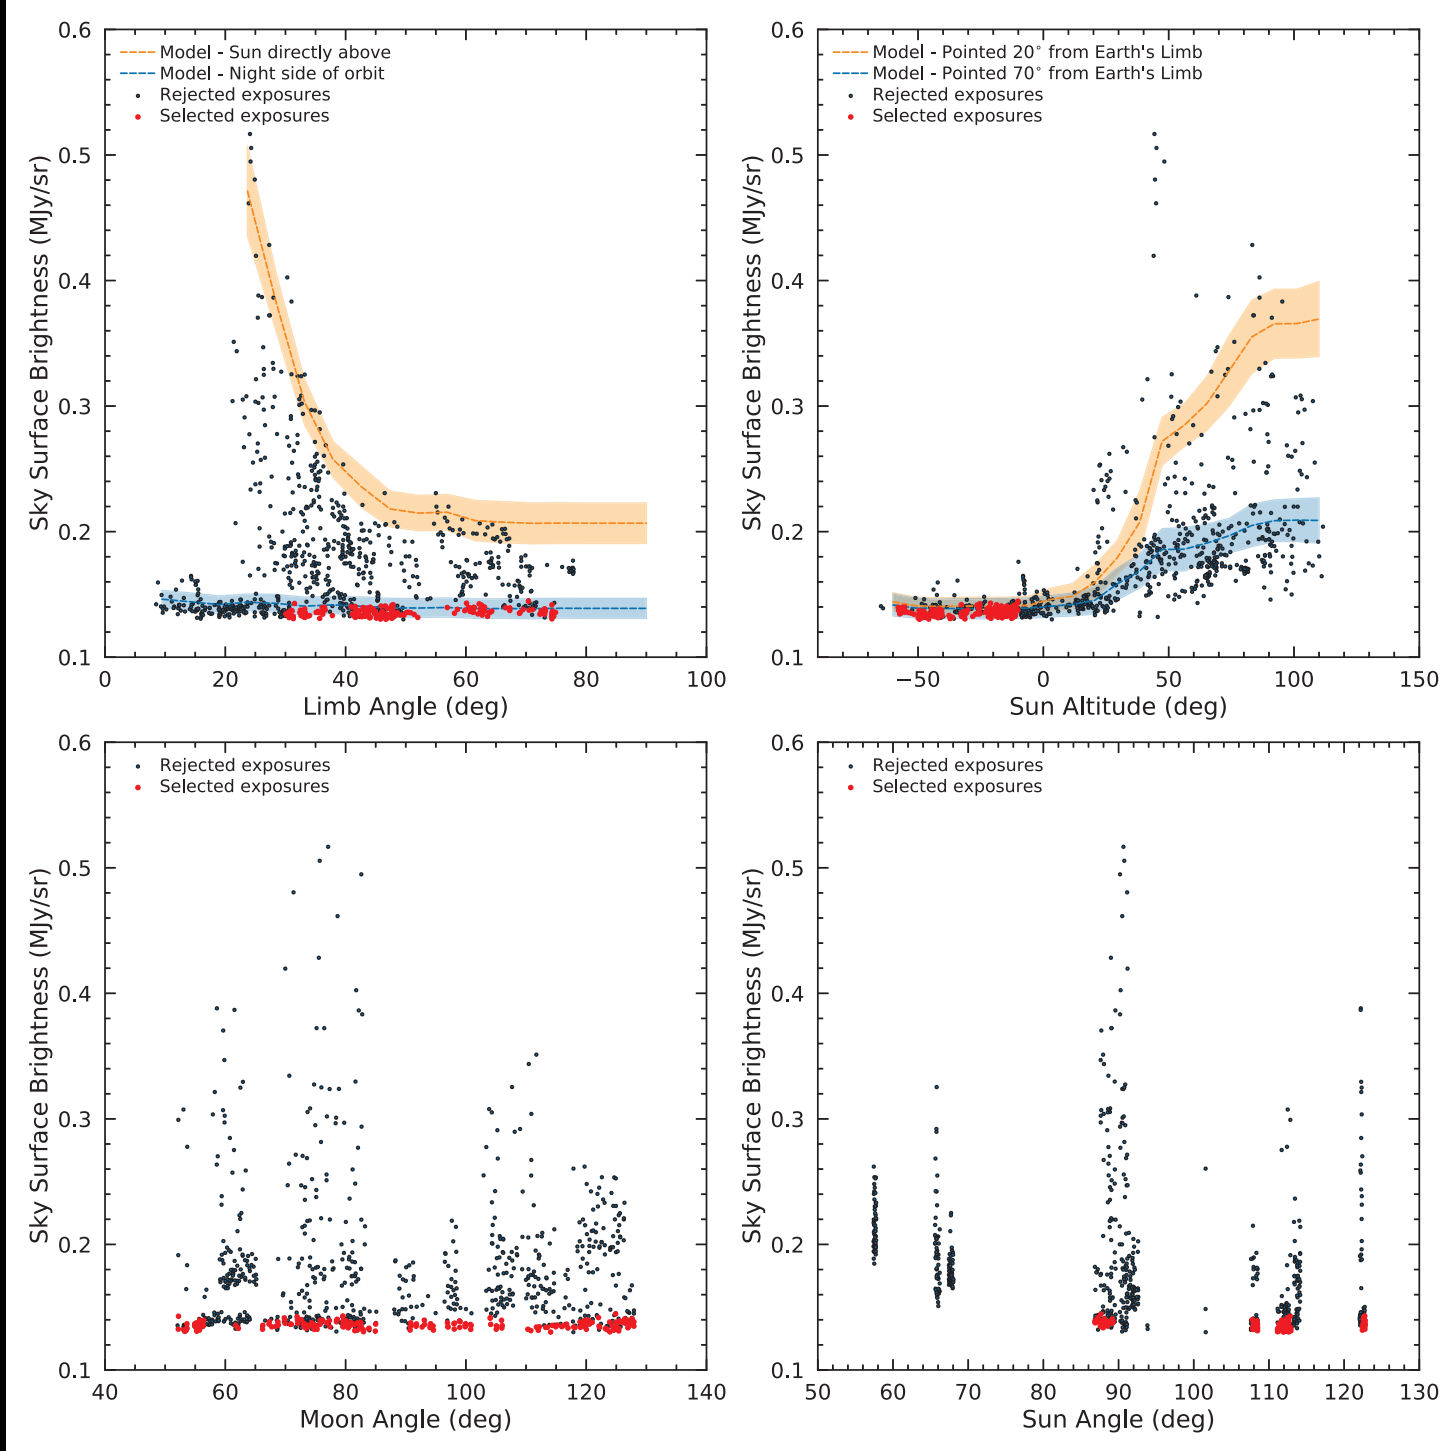 0.6
0.5
0.4
0.3
0.2
0.1
Sky Surface Brightness (MJy/sr)
Model - Sun directly above
Model - Night side of orbit
Rejected exposures
Selected exposures
0 20 40 60 80 100
Limb Angle (deg)
0.6
0.5
0.4
0.3
0.2
0.1
Sky Surface Brightness (MJy/sr)
Model - Pointed 20° from Earth's Limb
Model - Pointed 70° from Earth's Limb
Rejected exposures
Selected exposures
−50 0 50 100 150
Sun Altitude (deg)
0.6
0.5
0.4
0.3
0.2
0.1
Sky Surface Brightness (MJy/sr)
Rejected exposures
Selected exposures
40 60 80 100 120 140
Moon Angle (deg)
0.6
0.5
0.4
0.3
0.2
0.1
Sky Surface Brightness (MJy/sr)
Rejected exposures
Selected exposures
50 60 70 80 90 100 110 120 130
Sun Angle (deg)